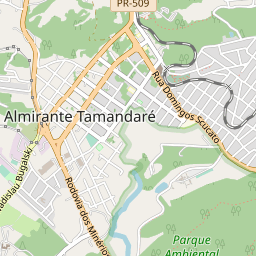 PR-509
Rua Domingos Scucato
Almirante Tamandaré
Rodovia dos Minérios
Parque
Ambiental